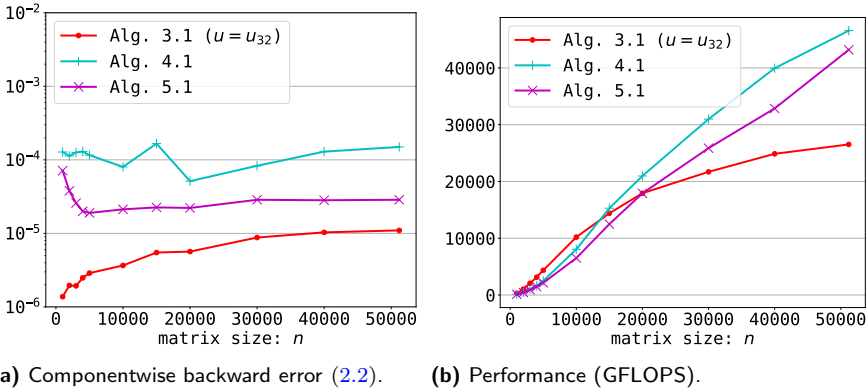 10⁻²
10⁻³
10⁻⁴
10⁻⁵
10⁻⁶
Alg. 3.1 (u = u₃₂)
Alg. 4.1
Alg. 5.1
0 10000 20000 30000 40000 50000
matrix size: n
40000
30000
20000
10000
0
Alg. 3.1 (u = u₃₂)
Alg. 4.1
Alg. 5.1
0 10000 20000 30000 40000 50000
matrix size: n
a) Componentwise backward error (2.2).
(b) Performance (GFLOPS).